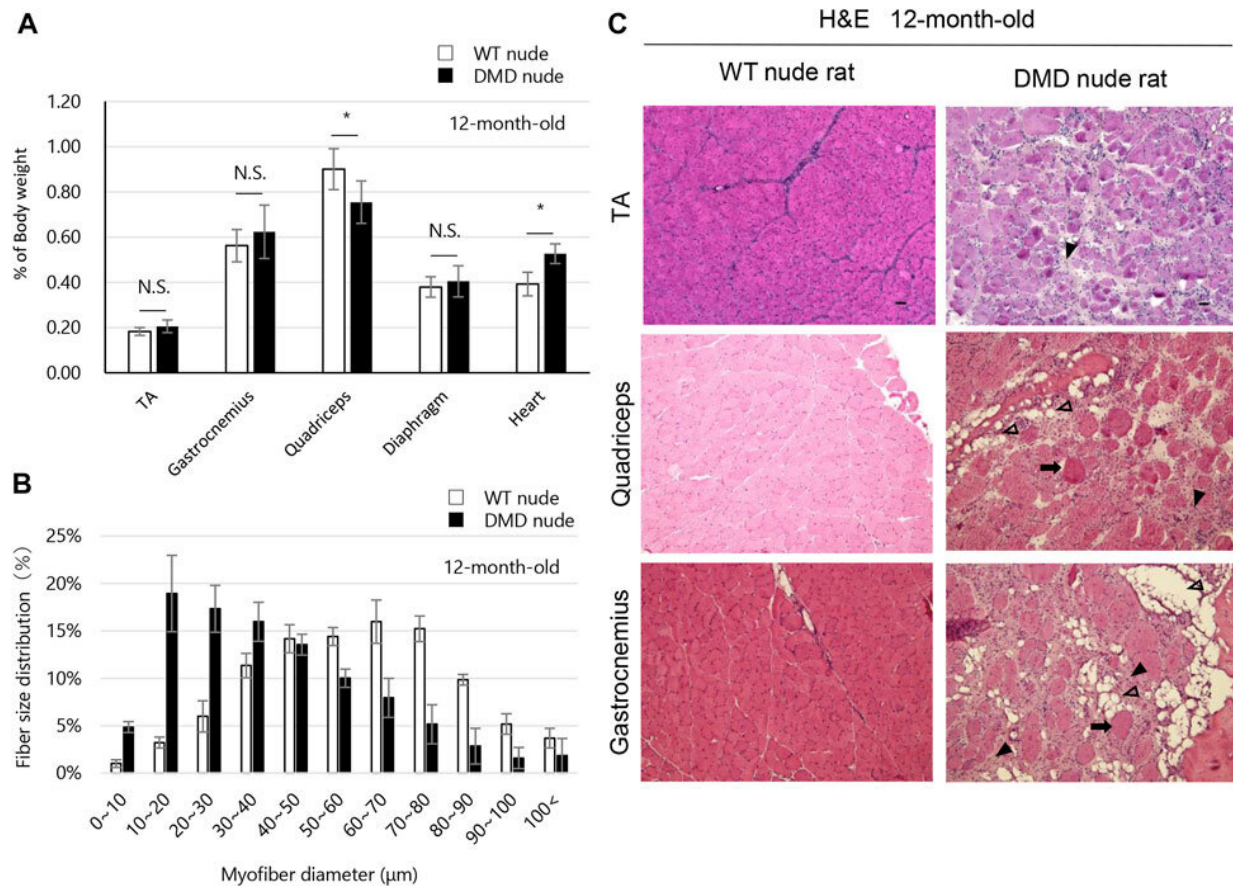 A
WT nude
DMD nude
12-month-old
% of Body weight
1.20
1.00
0.80
0.60
0.40
0.20
0.00
N.S.
N.S.
*
N.S.
*
TA
Gastrocnemius
Quadriceps
Diaphragm
Heart
B
WT nude
DMD nude
12-month-old
Fiber size distribution (%)
25%
20%
15%
10%
5%
0%
0~10
10~20
20~30
30~40
40~50
50~60
60~70
70~80
80~90
90~100
100<
Myofiber diameter (μm)
C
H&E 12-month-old
WT nude rat
DMD nude rat
TA
Quadriceps
Gastrocnemius